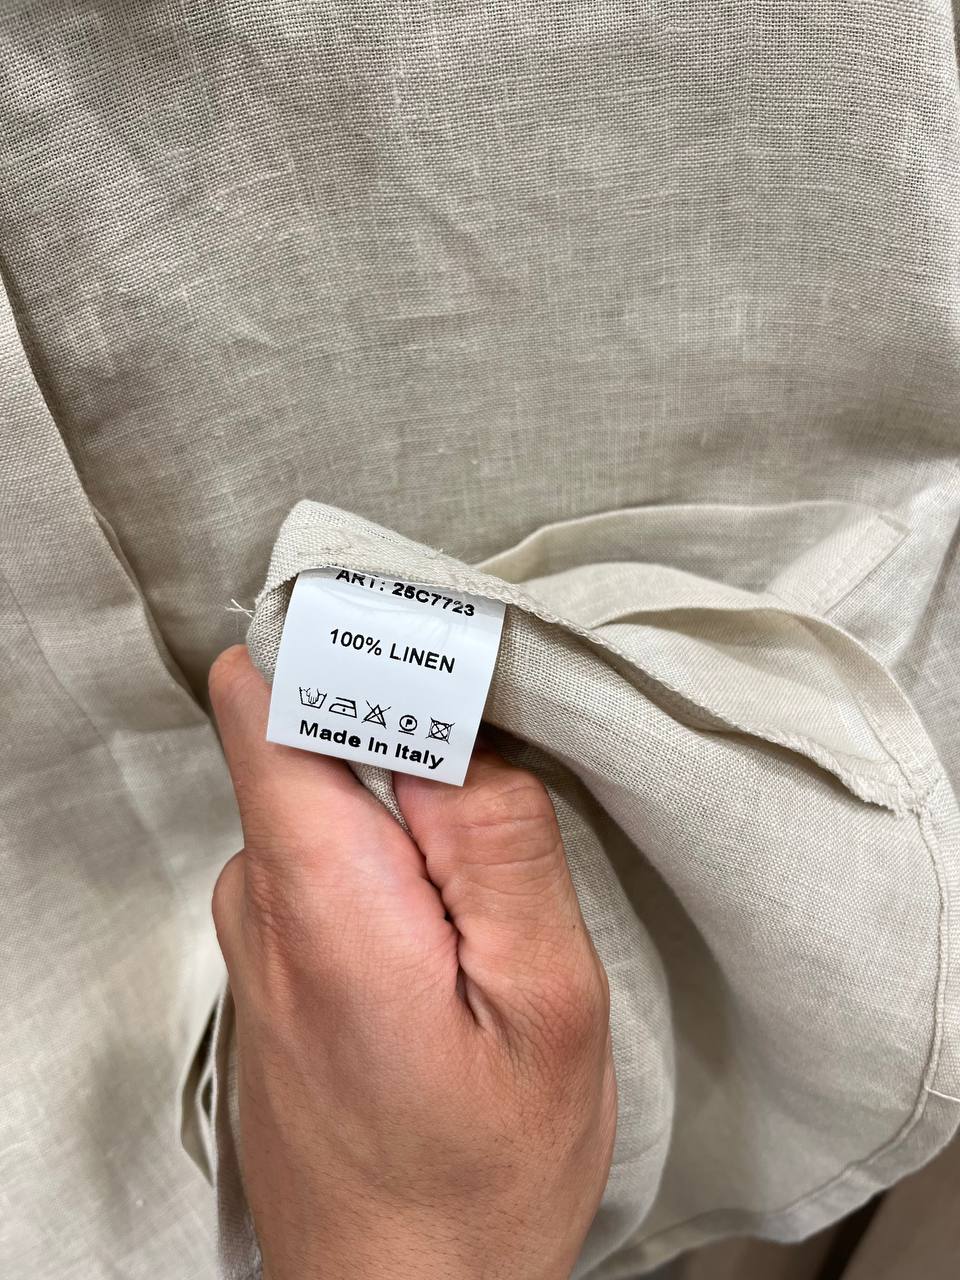 ART: 25C7723
100% LINEN
P
Made In Italy